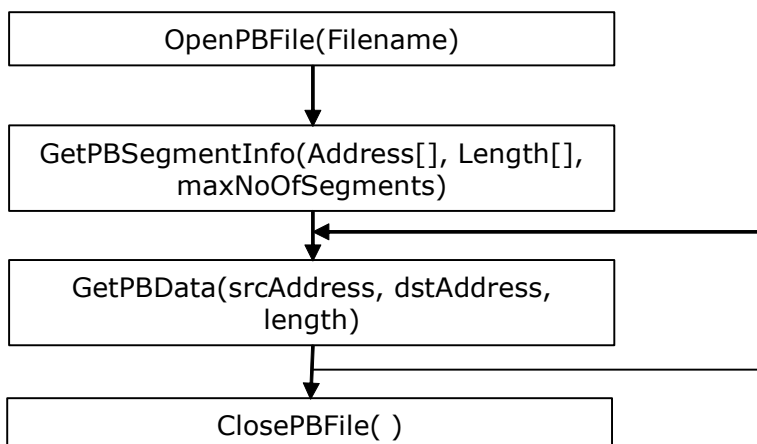 OpenPBFile(Filename)
GetPBSegmentInfo(Address[], Length[],
maxNoOfSegments)
GetPBData(srcAddress, dstAddress,
length)
ClosePBFile( )